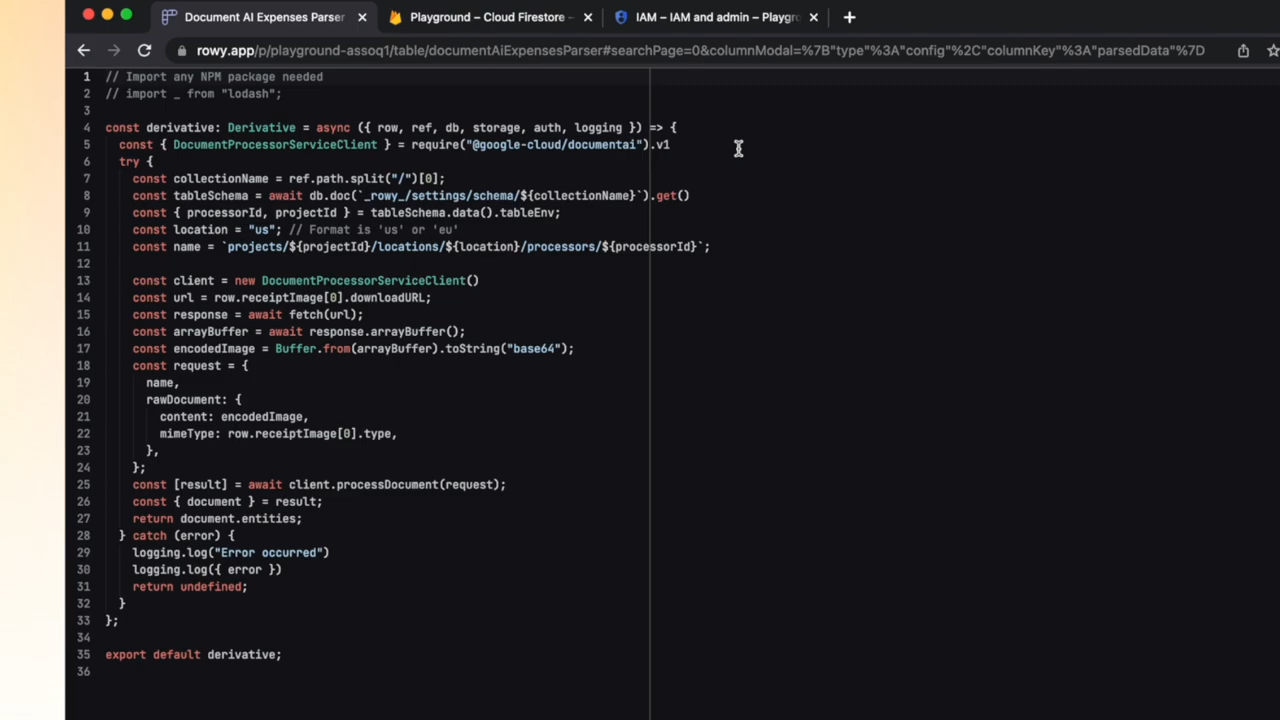 Document AI Expenses Parser
Playground – Cloud Firestore –
IAM – IAM and admin – Playgro
rowy.app/p/playground-assoq1/table/documentAiExpensesParser#searchPage=0&columnModal=%7B"type"%3A"config"%2C"columnKey"%3A"parsedData"%7D
1 // Import any NPM package needed
2 // import _ from "lodash";
3
4 const derivative: Derivative = async ({ row, ref, db, storage, auth, logging }) => {
5 const { DocumentProcessorServiceClient } = require("@google-cloud/documentai").v1
6 try {
7 const collectionName = ref.path.split("/")[0];
8 const tableSchema = await db.doc(`_rowy_/settings/schema/${collectionName}`).get()
9 const { processorId, projectId } = tableSchema.data().tableEnv;
10 const location = "us"; // Format is 'us' or 'eu'
11 const name = `projects/${projectId}/locations/${location}/processors/${processorId}`;
12
13 const client = new DocumentProcessorServiceClient()
14 const url = row.receiptImage[0].downloadURL;
15 const response = await fetch(url);
16 const arrayBuffer = await response.arrayBuffer();
17 const encodedImage = Buffer.from(arrayBuffer).toString("base64");
18 const request = {
19 name,
20 rawDocument: {
21 content: encodedImage,
22 mimeType: row.receiptImage[0].type,
23 },
24 };
25 const [result] = await client.processDocument(request);
26 const { document } = result;
27 return document.entities;
28 } catch (error) {
29 logging.log("Error occurred")
30 logging.log({ error })
31 return undefined;
32 }
33 };
34
35 export default derivative;
36